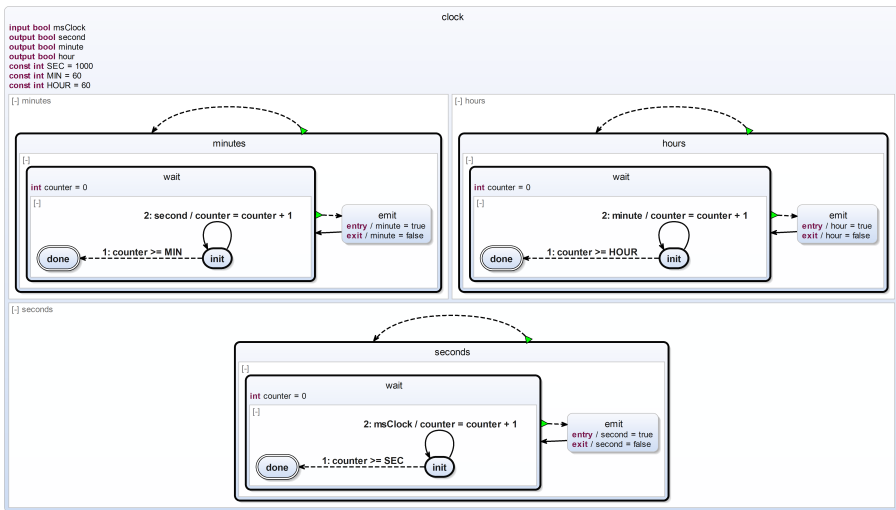 clock
input bool msClock
output bool second
output bool minute
output bool hour
const int SEC = 1000
const int MIN = 60
const int HOUR = 60
[-] minutes
minutes
[-]
wait
int counter = 0
[-]
2: second / counter = counter + 1
1: counter >= MIN
done
init
emit
entry / minute = true
exit / minute = false
[-] hours
hours
[-]
wait
int counter = 0
[-]
2: minute / counter = counter + 1
1: counter >= HOUR
done
init
emit
entry / hour = true
exit / hour = false
[-] seconds
seconds
[-]
wait
int counter = 0
[-]
2: msClock / counter = counter + 1
1: counter >= SEC
done
init
emit
entry / second = true
exit / second = false